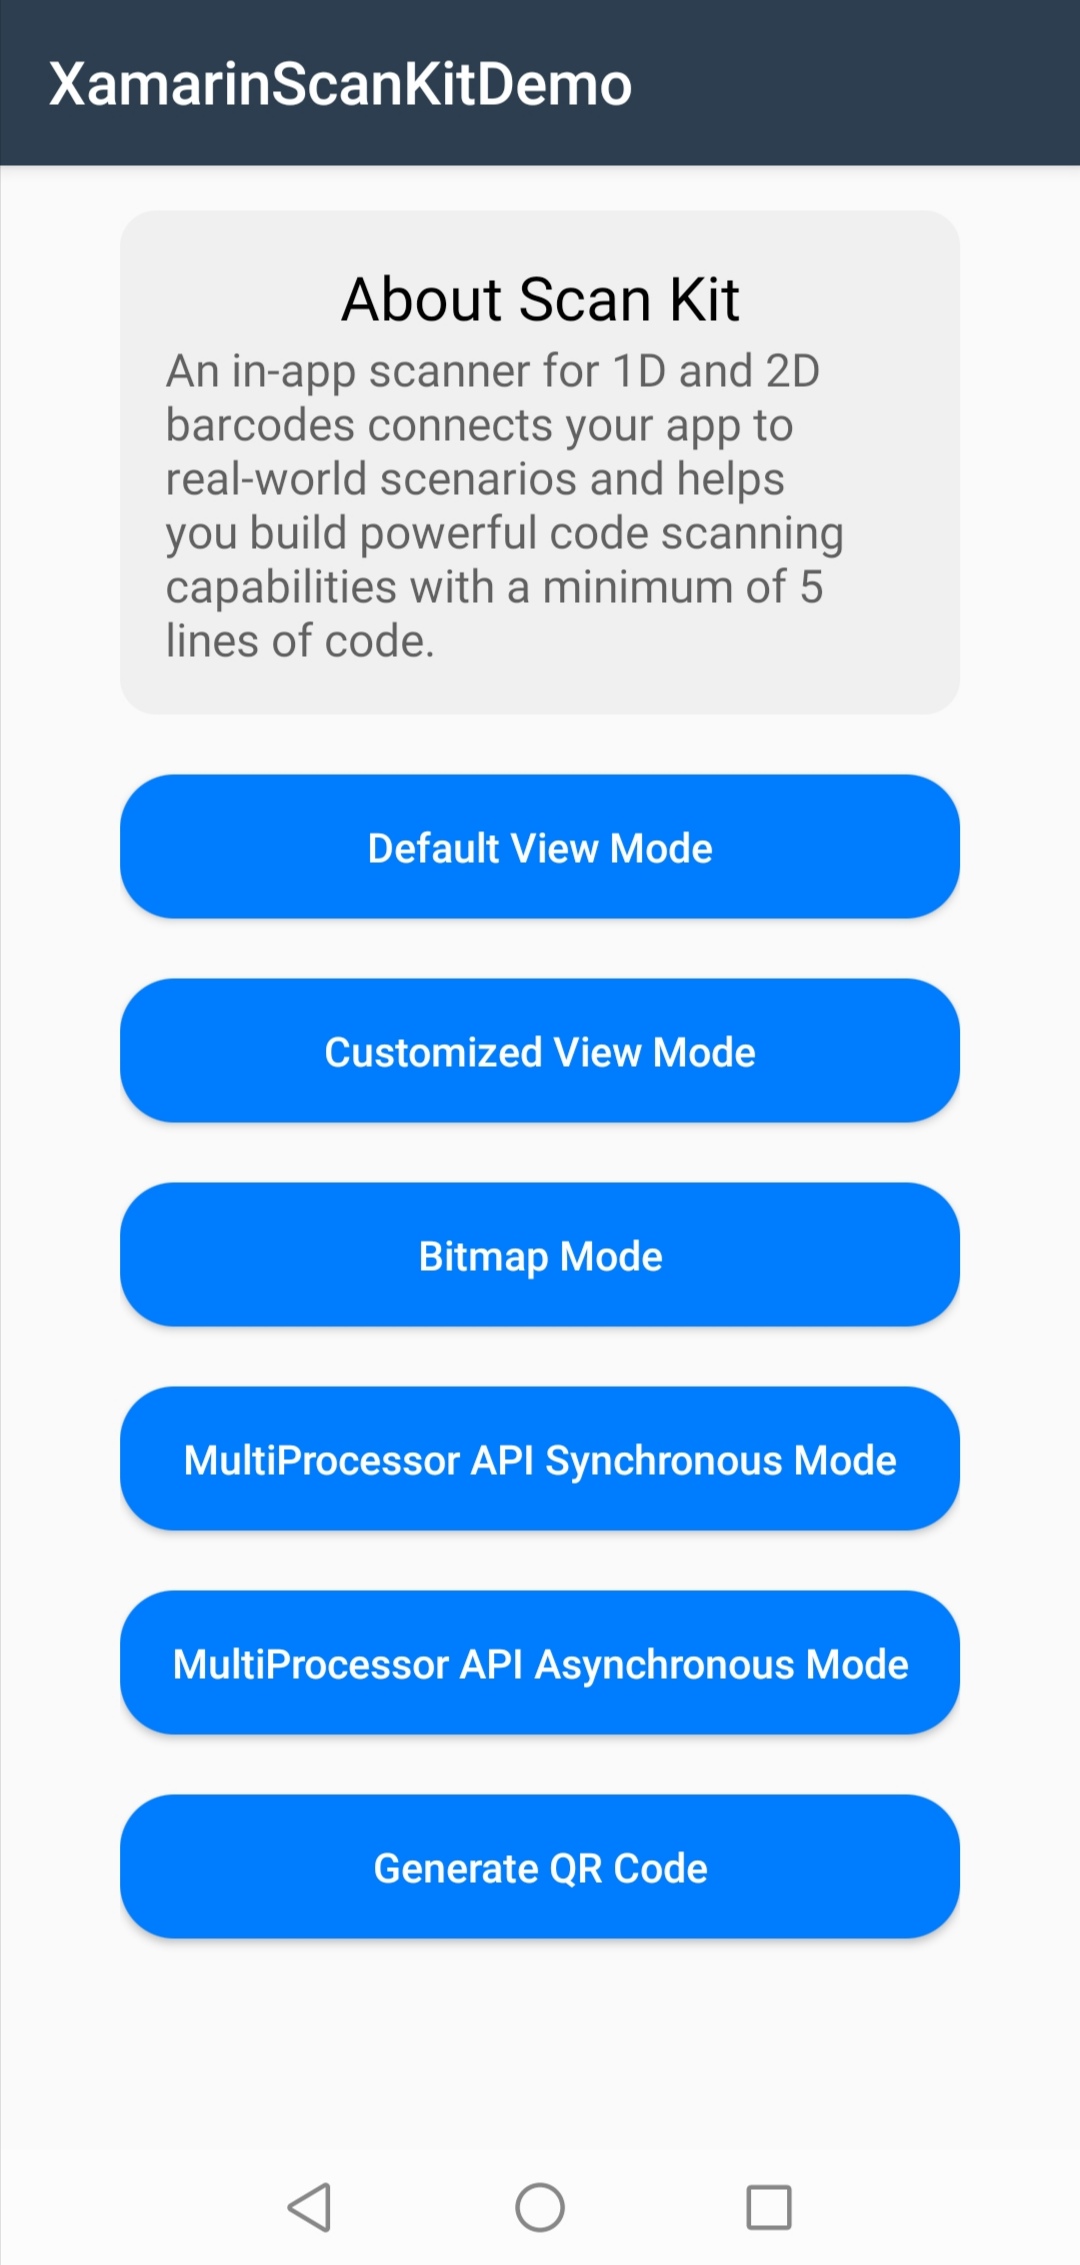 XamarinScanKitDemo
About Scan Kit
An in-app scanner for 1D and 2D
barcodes connects your app to
real-world scenarios and helps
you build powerful code scanning
capabilities with a minimum of 5
lines of code.
Default View Mode
Customized View Mode
Bitmap Mode
MultiProcessor API Synchronous Mode
MultiProcessor API Asynchronous Mode
Generate QR Code